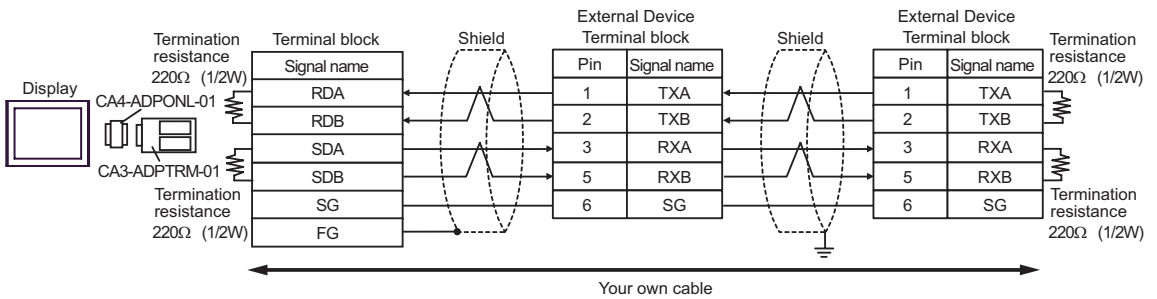 External Device
External Device
Termination
resistance
220Ω (1/2W)
Terminal block
Shield
Terminal block
Shield
Terminal block
Termination
resistance
220Ω (1/2W)
Signal name
Pin Signal name
Pin Signal name
Display
CA4-ADPONL-01
RDA
1 TXA
1 TXA
RDB
2 TXB
2 TXB
SDA
3 RXA
3 RXA
CA3-ADPTRM-01
SDB
5 RXB
5 RXB
SG
6 SG
6 SG
FG
Termination
resistance
220Ω (1/2W)
Termination
resistance
220Ω (1/2W)
Your own cable